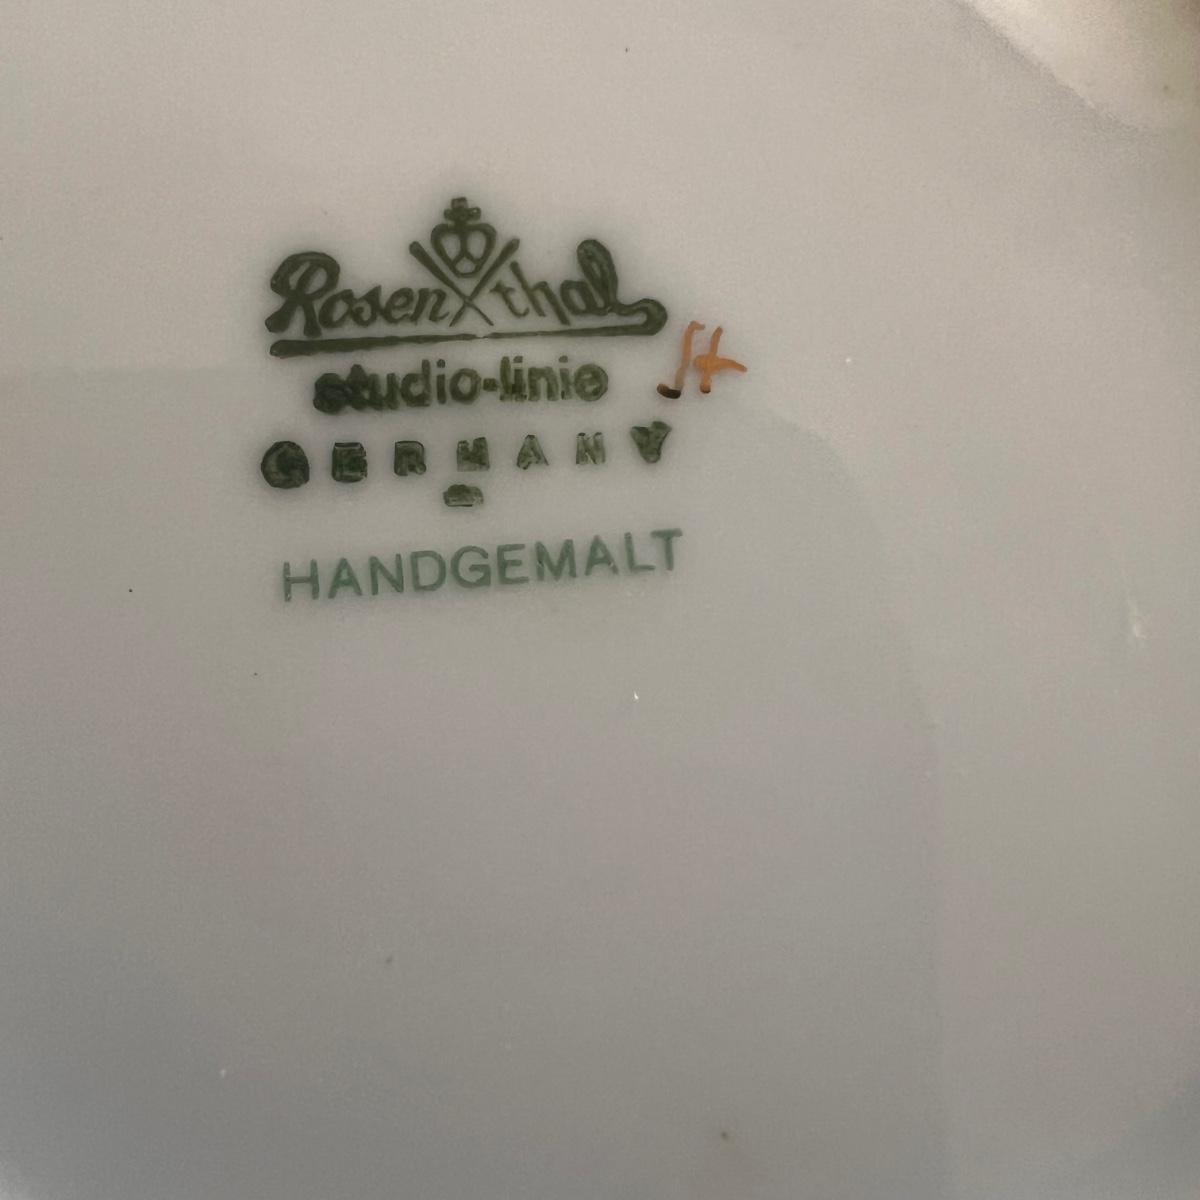 Rosenthal
studio-linie
GERMANY
HANDGEMALT